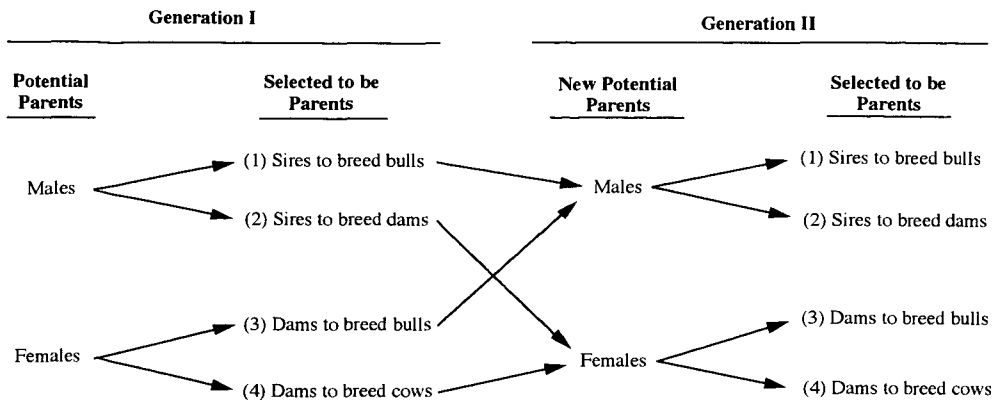 Generation I
Generation II
Potential
Parents
Selected to be
Parents
New Potential
Parents
Selected to be
Parents
Males
(1) Sires to breed bulls
(2) Sires to breed dams
Males
(1) Sires to breed bulls
(2) Sires to breed dams
Females
(3) Dams to breed bulls
(4) Dams to breed cows
Females
(3) Dams to breed bulls
(4) Dams to breed cows